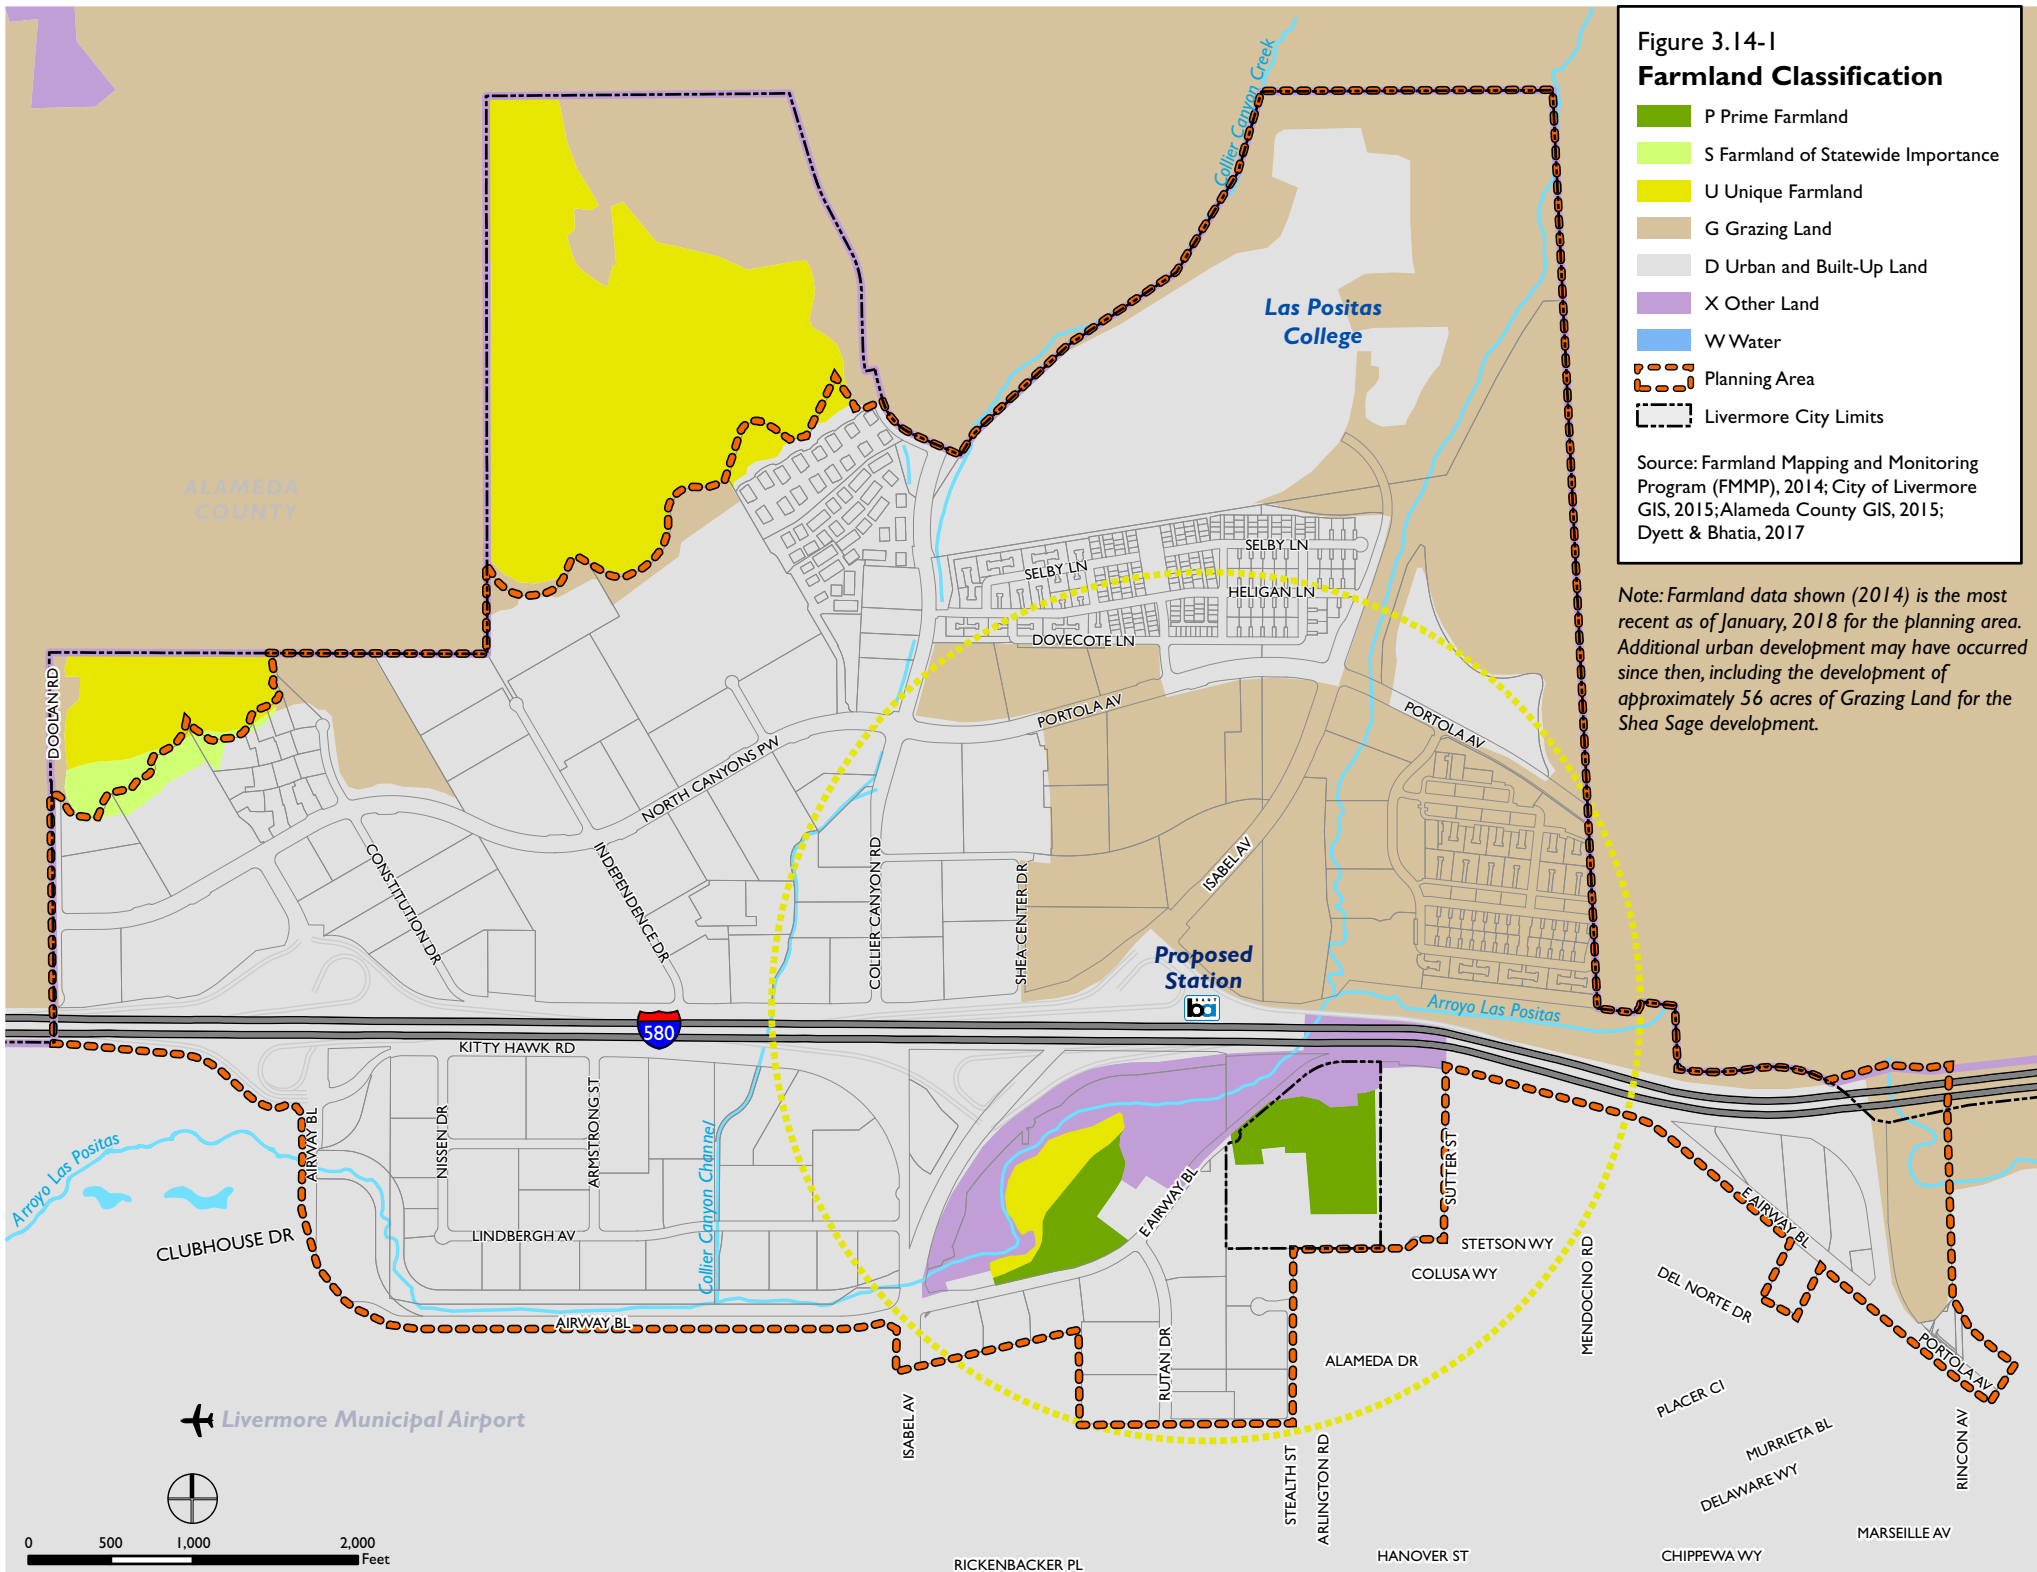 Figure 3.14-1
Farmland Classification
P Prime Farmland
S Farmland of Statewide Importance
U Unique Farmland
G Grazing Land
D Urban and Built-Up Land
X Other Land
W Water
Planning Area
Livermore City Limits
Source: Farmland Mapping and Monitoring
Program (FMMP), 2014; City of Livermore
GIS, 2015; Alameda County GIS, 2015;
Dyett & Bhatia, 2017
Note: Farmland data shown (2014) is the most
recent as of January, 2018 for the planning area.
Additional urban development may have occurred
since then, including the development of
approximately 56 acres of Grazing Land for the
Shea Sage development.
Collier Canyon Creek
Las Positas
College
ALAMEDA
COUNTY
SELBY LN
SELBY LN
HELIGAN LN
DOVECOTE LN
DOOLAN RD
PORTOLA AV
PORTOLA AV
NORTH CANYONS PW
CONSTITUTION DR
INDEPENDENCE DR
COLLIER CANYON RD
SHEA CENTER DR
ISABEL AV
Proposed
Station
BART
ba
Arroyo Las Positas
580
KITTY HAWK RD
AIRWAY BL
NISSEN DR
ARMSTRONG ST
Collier Canyon Channel
LINDBERGH AV
Arroyo Las Positas
CLUBHOUSE DR
AIRWAY BL
E AIRWAY BL
SUTTER ST
STETSON WY
COLUSA WY
MENDOCINO RD
E AIRWAY BL
DEL NORTE DR
PORTOLA AV
RUTAN DR
ALAMEDA DR
PLACER CI
MURRIETA BL
DELAWARE WY
RINCON AV
ISABEL AV
STEALTH ST
ARLINGTON RD
Livermore Municipal Airport
MARSEILLE AV
HANOVER ST
CHIPPEWA WY
RICKENBACKER PL
0 500 1,000 2,000
Feet